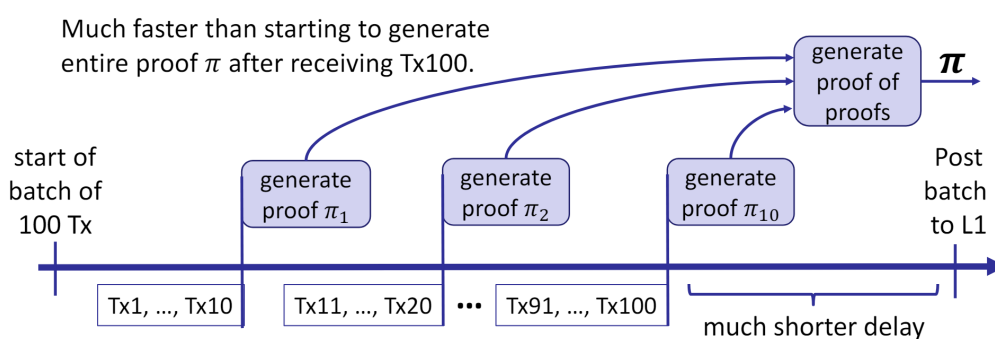 Much faster than starting to generate
entire proof π after receiving Tx100.
generate
proof of
proofs
π
start of
batch of
100 Tx
generate
proof π₁
generate
proof π₂
generate
proof π₁₀
Post
batch
to L1
Tx1, …, Tx10
Tx11, …, Tx20
•••
Tx91, …, Tx100
much shorter delay